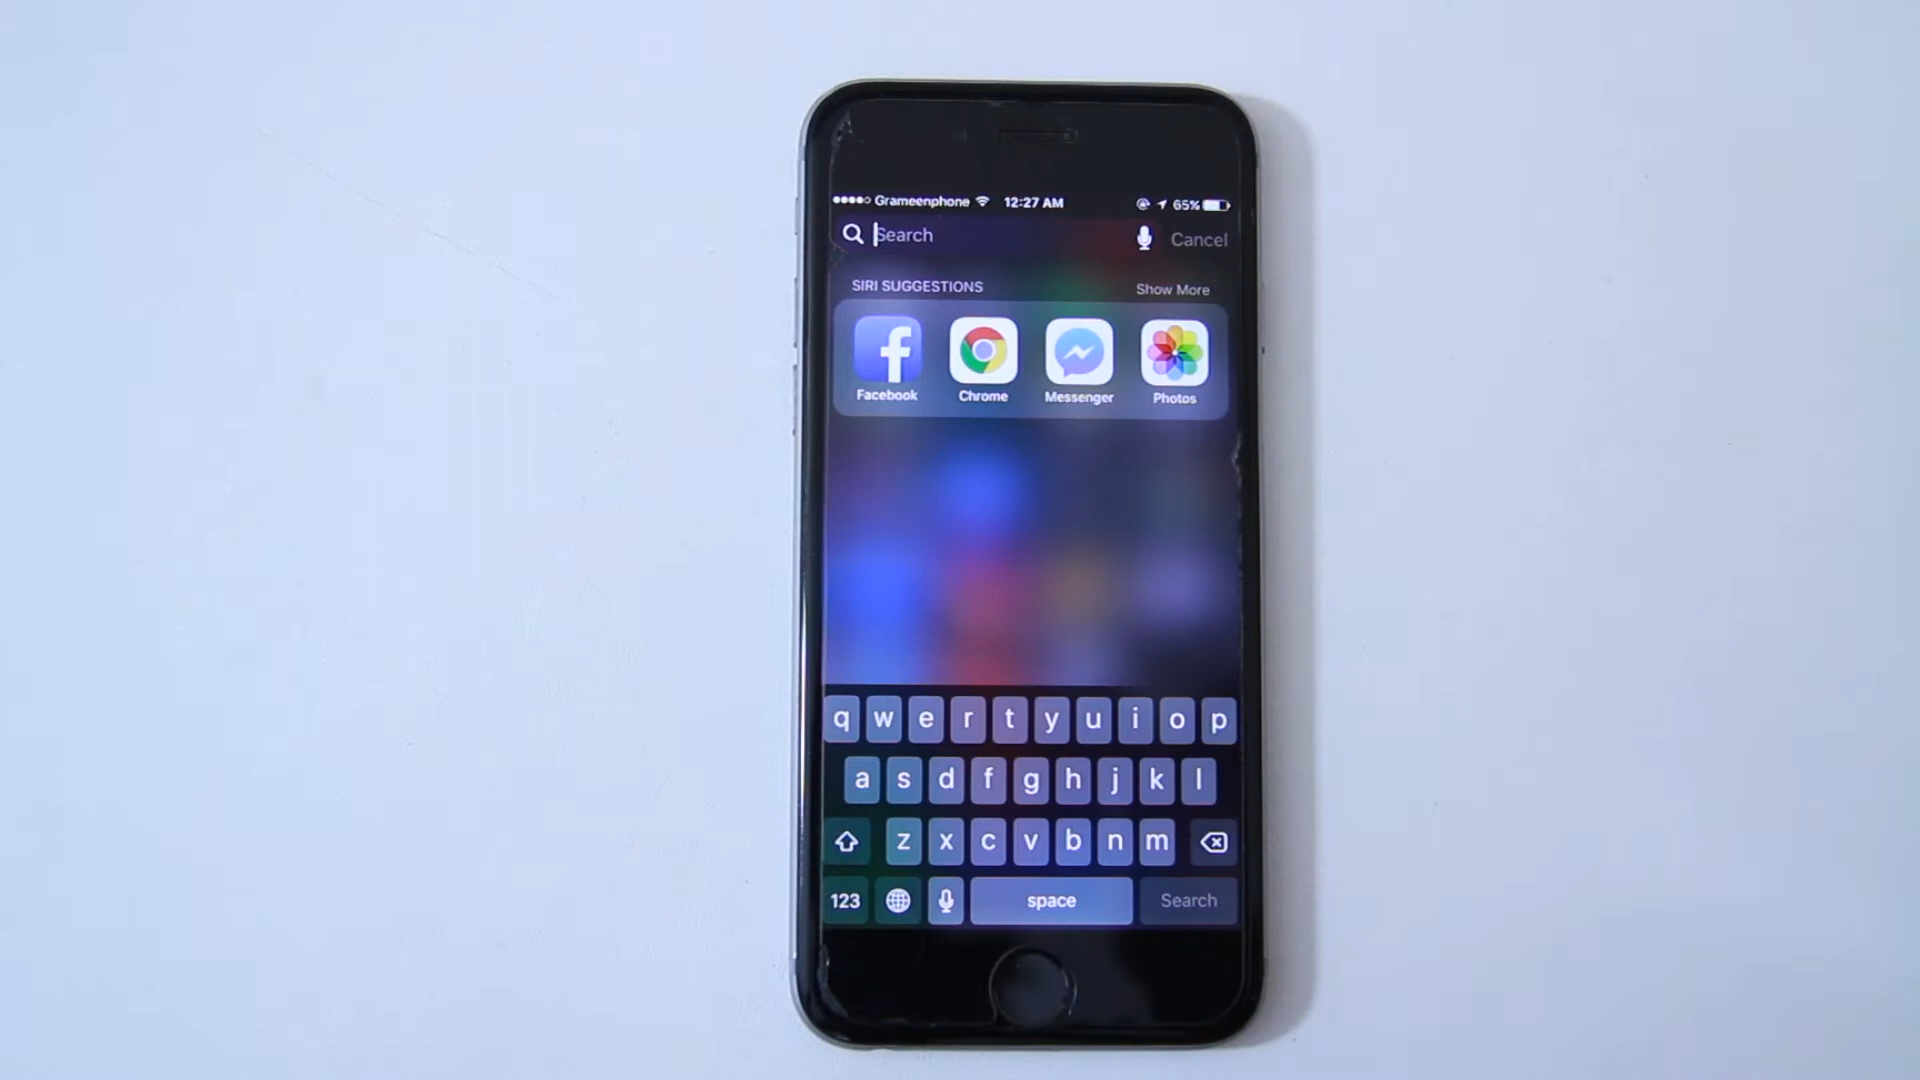 Grameenphone 12:27 AM 65%
Search Cancel
SIRI SUGGESTIONS Show More
Facebook Chrome Messenger Photos
q w e r t y u i o p
a s d f g h j k l
z x c v b n m
123 space Search